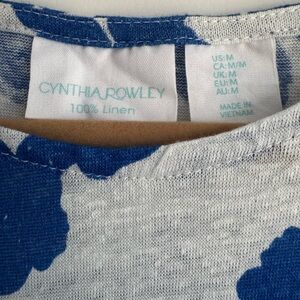 CYNTHIA ROWLEY
100% Linen
US:M
CA:M/M
UK:M
EU:M
AU:M
MADE IN
VIETNAM